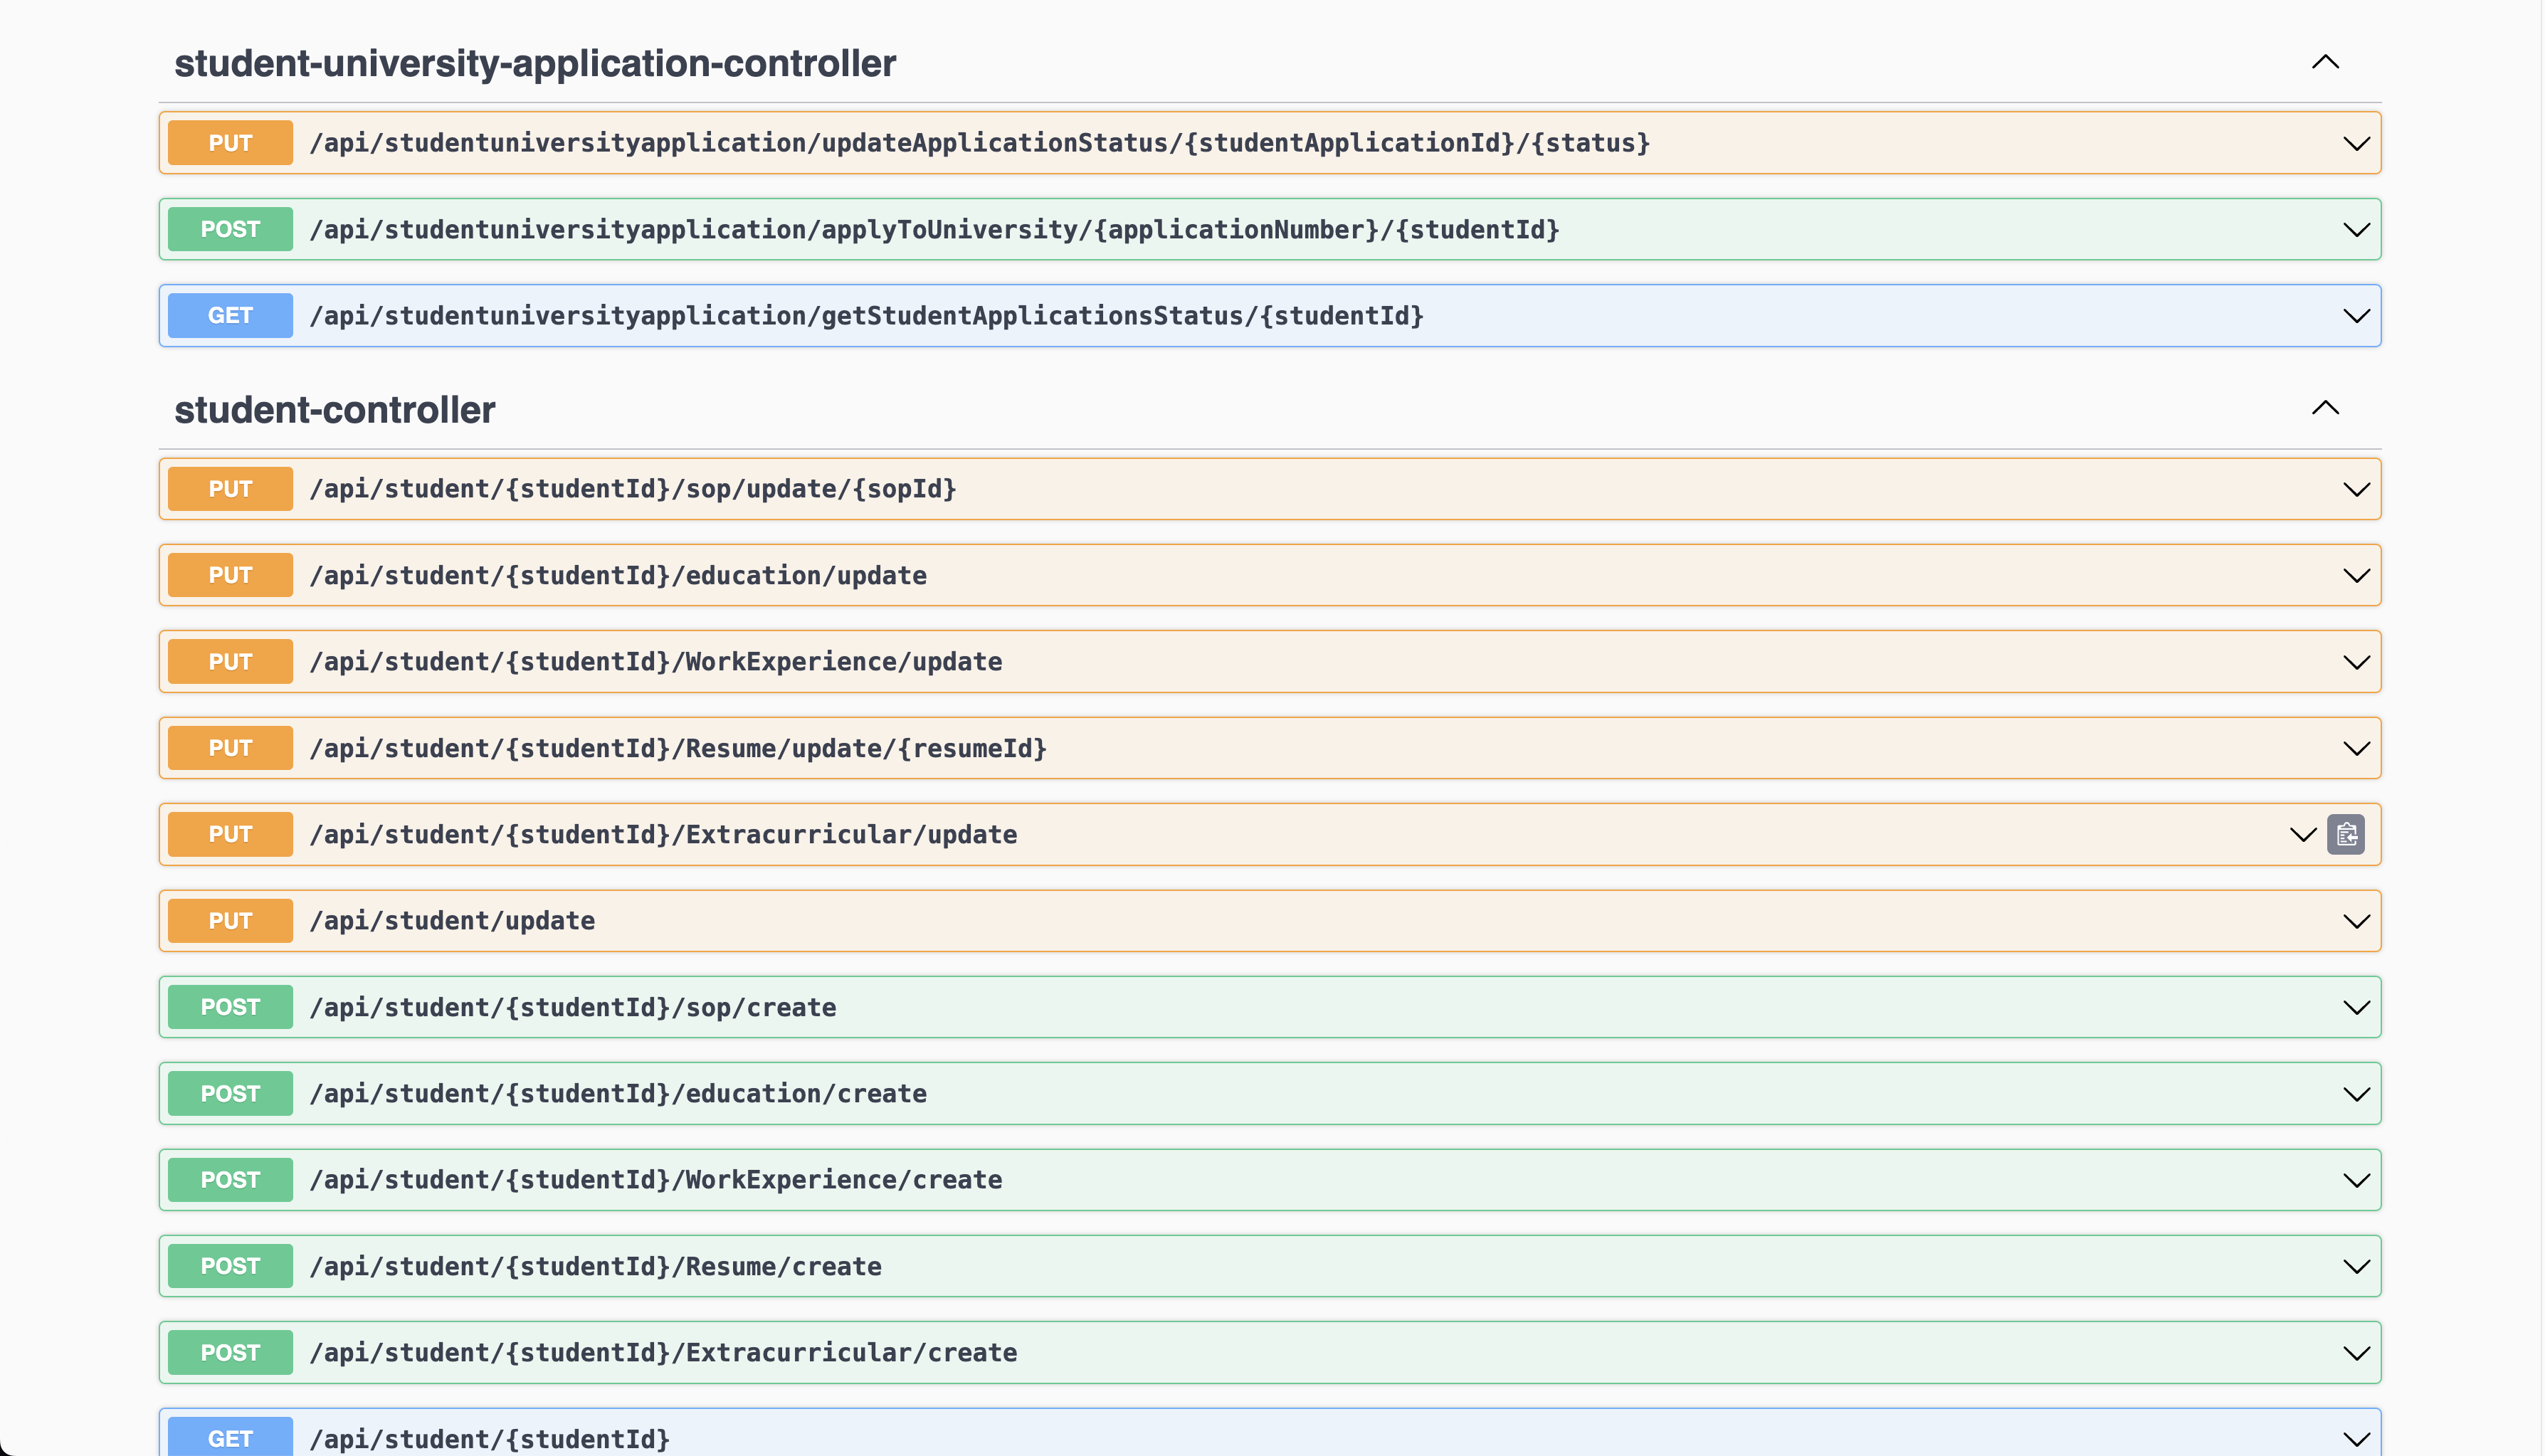 student-university-application-controller
PUT /api/studentuniversityapplication/updateApplicationStatus/{studentApplicationId}/{status}
POST /api/studentuniversityapplication/applyToUniversity/{applicationNumber}/{studentId}
GET /api/studentuniversityapplication/getStudentApplicationsStatus/{studentId}
student-controller
PUT /api/student/{studentId}/sop/update/{sopId}
PUT /api/student/{studentId}/education/update
PUT /api/student/{studentId}/WorkExperience/update
PUT /api/student/{studentId}/Resume/update/{resumeId}
PUT /api/student/{studentId}/Extracurricular/update
PUT /api/student/update
POST /api/student/{studentId}/sop/create
POST /api/student/{studentId}/education/create
POST /api/student/{studentId}/WorkExperience/create
POST /api/student/{studentId}/Resume/create
POST /api/student/{studentId}/Extracurricular/create
GET /api/student/{studentId}